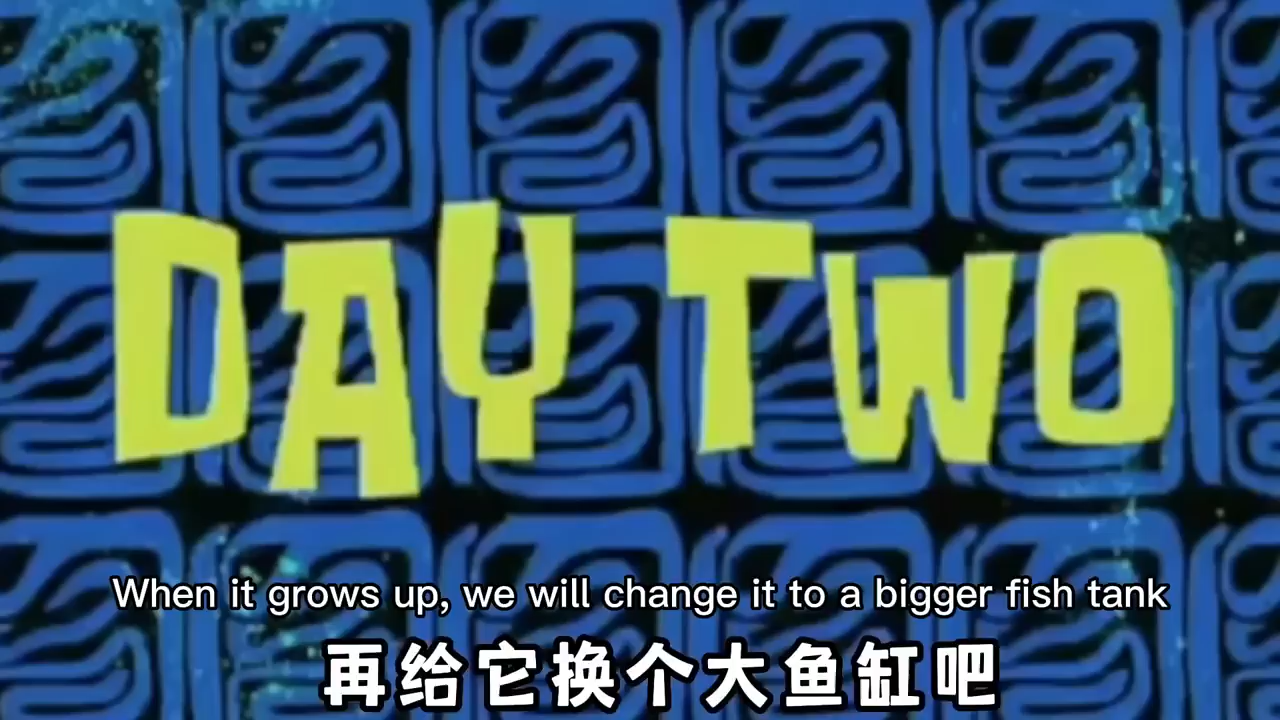 DAY TWO
When it grows up, we will change it to a bigger fish tank
再给它换个大鱼缸吧